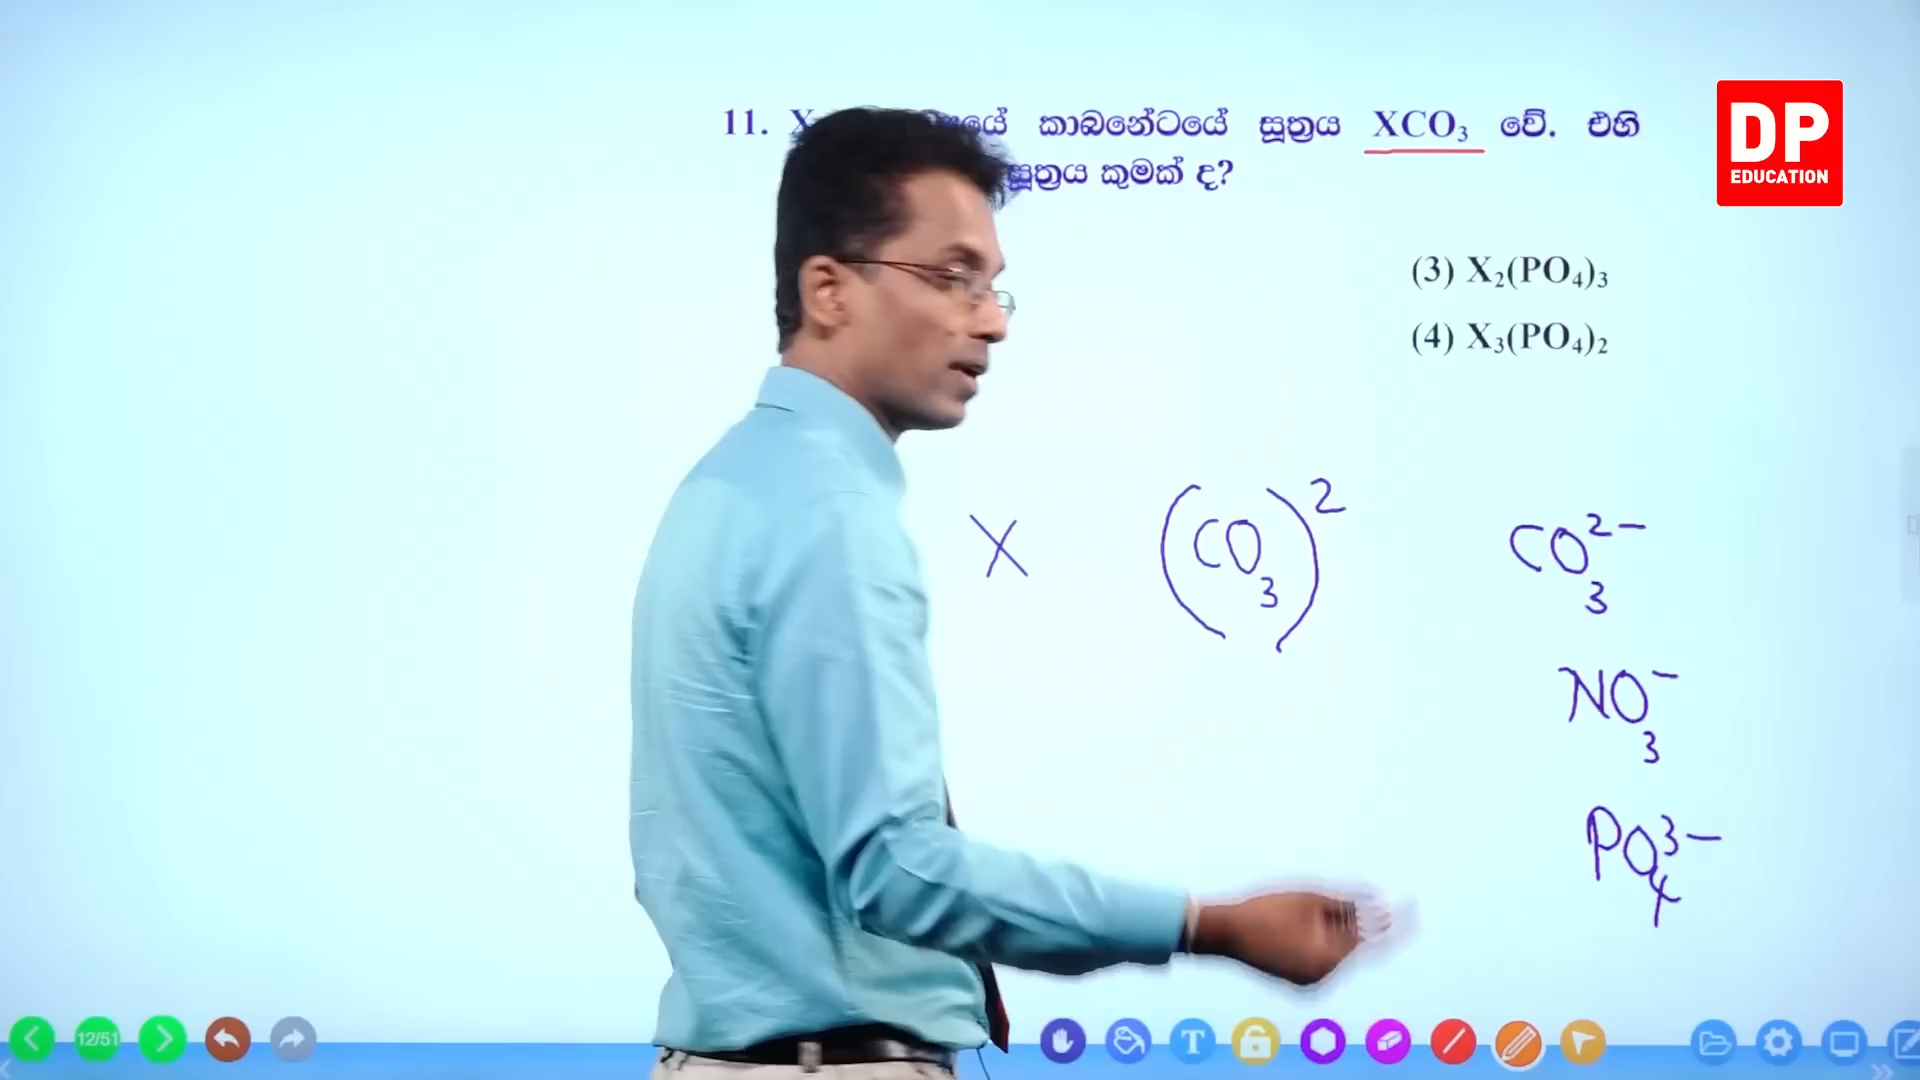 11. X කාබනේටයේ සූත්‍රය XCO₃ වේ. එහි
සූත්‍රය කුමක් ද?
DP
EDUCATION
(3) X₂(PO₄)₃
(4) X₃(PO₄)₂
X (CO₃)² CO₃²⁻
NO₃⁻
PO₄³⁻
12/51
T